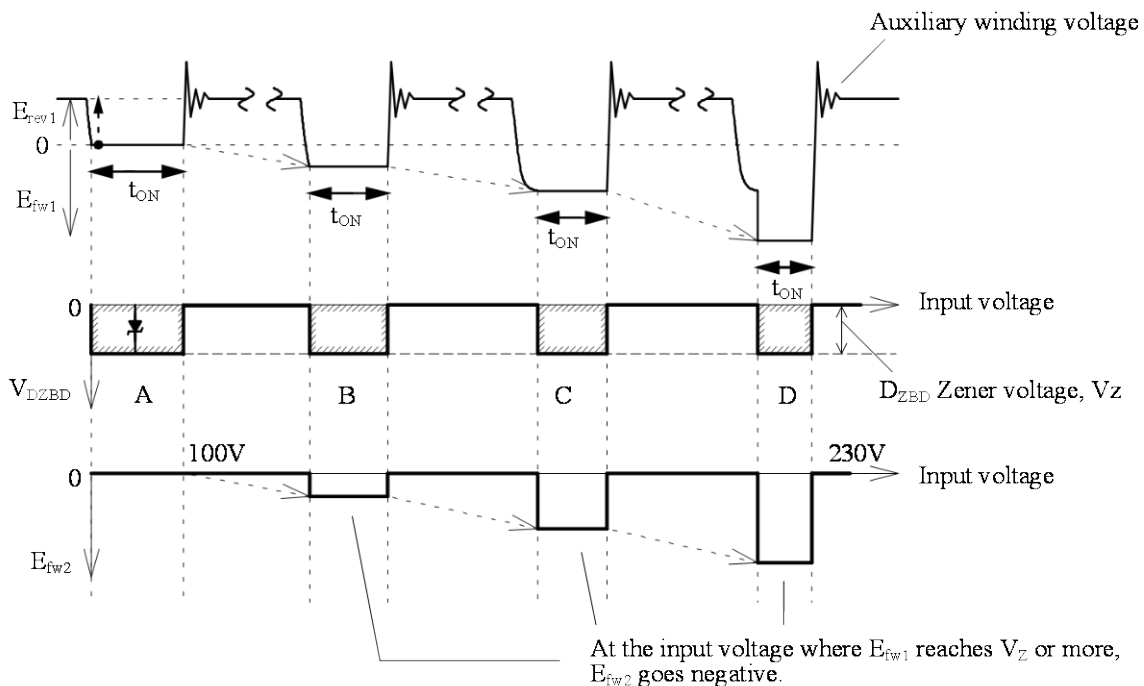 Auxiliary winding voltage
E_rev1
0
E_fw1
t_ON
t_ON
t_ON
t_ON
0
Input voltage
V_DZBD
A
B
C
D
D_ZBD Zener voltage, Vz
100V
230V
0
Input voltage
E_fw2
At the input voltage where E_fw1 reaches V_Z or more,
E_fw2 goes negative.